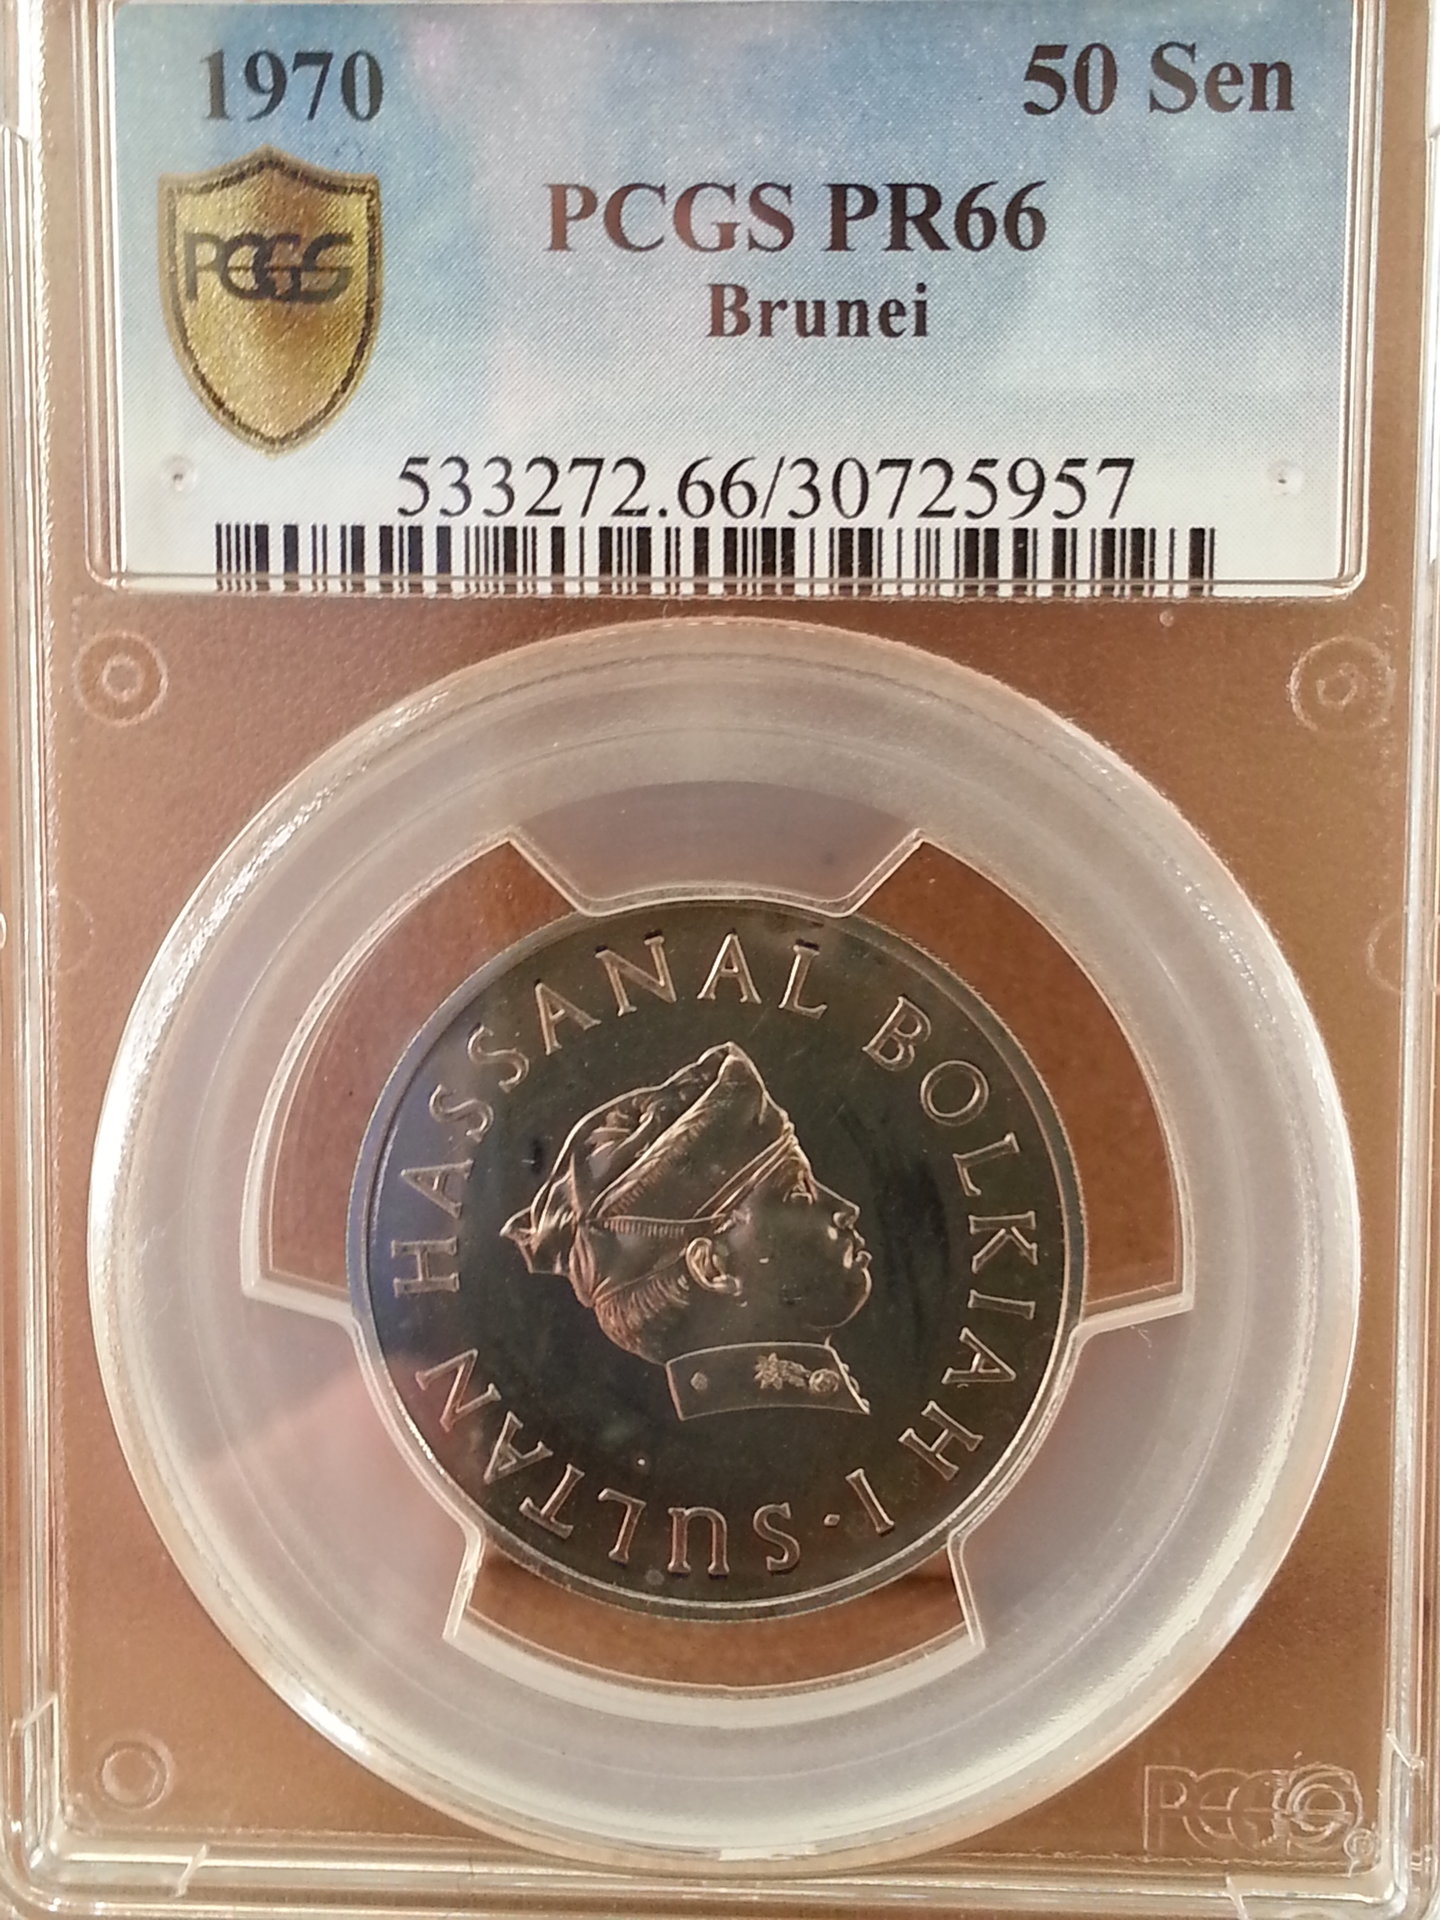 1970 50 Sen
PCGS PR66
PCGS
Brunei
533272.66/30725957
SULTAN HASSANAL BOLKIAH I ·
PCGS